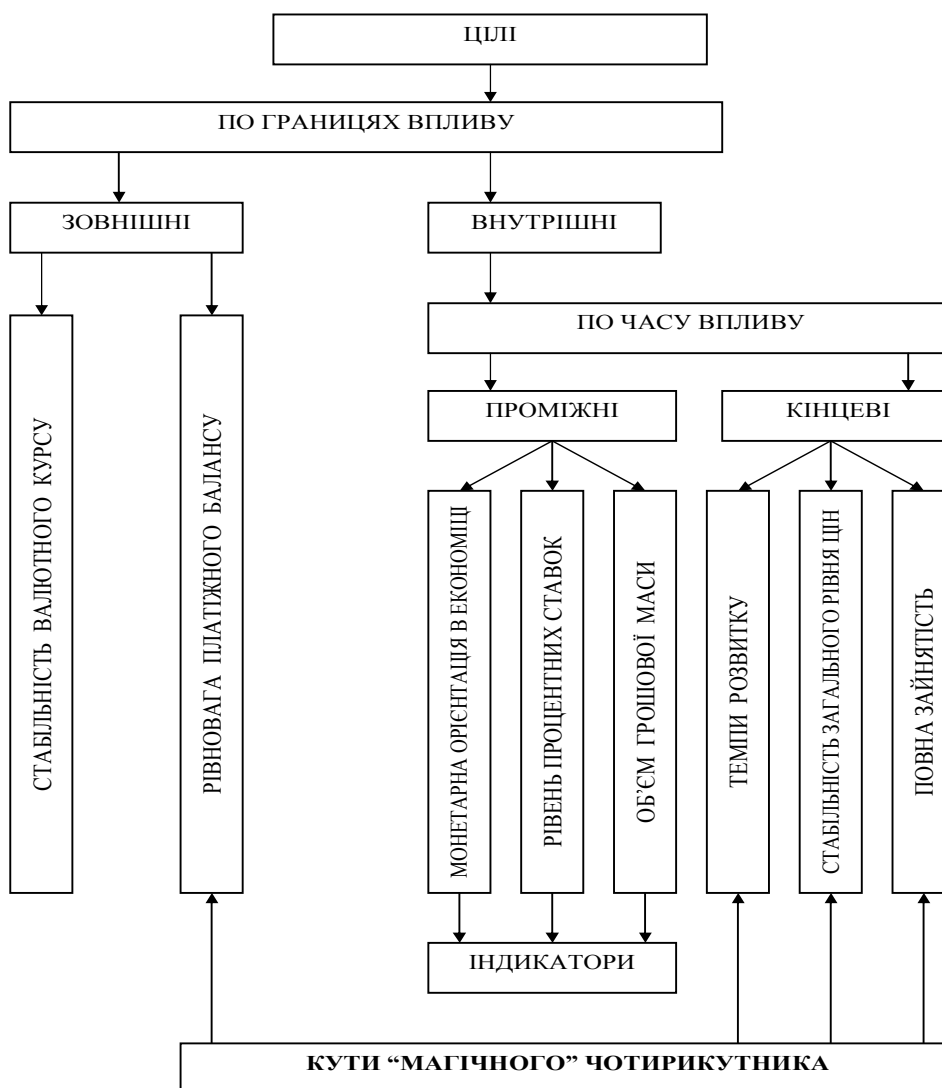 ЦІЛІ
ПО ГРАНИЦЯХ ВПЛИВУ
ЗОВНІШНІ
ВНУТРІШНІ
ПО ЧАСУ ВПЛИВУ
ПРОМІЖНІ
КІНЦЕВІ
СТАБІЛЬНІСТЬ ВАЛЮТНОГО КУРСУ
РІВНОВАГА ПЛАТІЖНОГО БАЛАНСУ
МОНЕТАРНА ОРІЄНТАЦІЯ В ЕКОНОМІЦІ
РІВЕНЬ ПРОЦЕНТНИХ СТАВОК
ОБ’ЄМ ГРОШОВОЇ МАСИ
ТЕМПИ РОЗВИТКУ
СТАБІЛЬНІСТЬ ЗАГАЛЬНОГО РІВНЯ ЦІН
ПОВНА ЗАЙНЯТІСТЬ
ІНДИКАТОРИ
КУТИ “МАГІЧНОГО” ЧОТИРИКУТНИКА